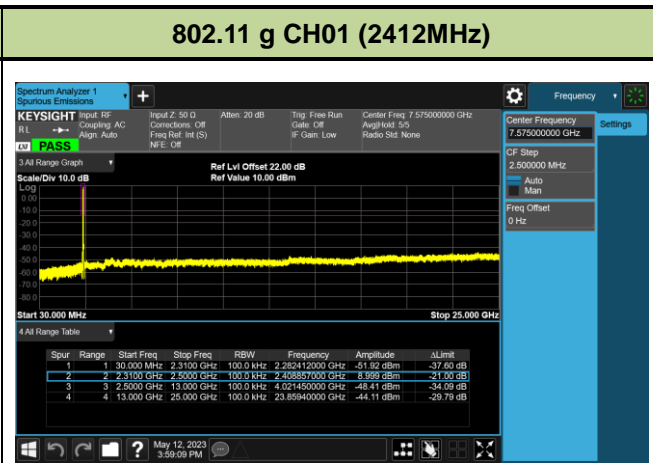 802.11 g CH01 (2412MHz)
Spectrum Analyzer 1
Spurious Emissions
Frequency
KEYSIGHT
RL
LXI
PASS
Input: RF
Coupling: AC
Align: Auto
Input Z: 50 Ω
Corrections: Off
Freq Ref: Int (S)
NFE: Off
Atten: 20 dB
Trig: Free Run
Gate: Off
IF Gain: Low
Center Freq: 7.575000000 GHz
Avg|Hold: 5/5
Radio Std: None
Center Frequency
7.575000000 GHz
Settings
CF Step
2.500000 MHz
Auto
Man
Freq Offset
0 Hz
3 All Range Graph
Scale/Div 10.0 dB
Ref Lvl Offset 22.00 dB
Ref Value 10.00 dBm
Log
0.00
-10.0
-20.0
-30.0
-40.0
-50.0
-60.0
-70.0
-80.0
Start 30.000 MHz
Stop 25.000 GHz
4 All Range Table
Spur Range Start Freq Stop Freq RBW Frequency Amplitude ΔLimit
1 1 30.000 MHz 2.3100 GHz 100.0 kHz 2.282412000 GHz -51.92 dBm -37.60 dB
2 2 2.3100 GHz 2.5000 GHz 100.0 kHz 2.408857000 GHz 8.999 dBm -21.00 dB
3 3 2.5000 GHz 13.000 GHz 100.0 kHz 4.021450000 GHz -48.41 dBm -34.09 dB
4 4 13.000 GHz 25.000 GHz 100.0 kHz 23.85940000 GHz -44.11 dBm -29.79 dB
?
May 12, 2023
3:59:09 PM